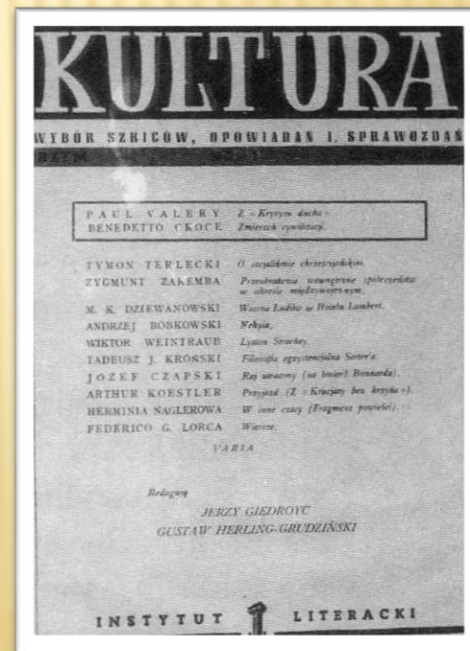 KULTURA
WYBÓR SZKICÓW, OPOWIADAŃ I, SPRAWOZDAŃ
PAUL VALERY Z «Kryzysu ducha»
BENEDETTO CROCE Zmierzch cywilizacji.
TYMON TERLECKI O socjalizmie chrześcijańskim.
ZYGMUNT ZAREMBA Przeobrażenia wewnętrzne społeczeństwa
w okresie międzywojennym.
M. K. DZIEWANOWSKI Wiosna Ludów w Hotelu Lambert.
ANDRZEJ BOBKOWSKI Nekyia.
WIKTOR WEINTRAUB Lytton Strachey.
TADEUSZ J. KROŃSKI Filozofia egzystencjalna Sartre'a.
JÓZEF CZAPSKI Raj utracony (na śmierć Bonnarda).
ARTHUR KOESTLER Przyjazd (Z «Krucjaty bez krzyża»).
HERMINIA NAGLEROWA W inne czasy (Fragment powieści).
FEDERICO G. LORCA Wiersze.
VARIA
Redagują
JERZY GIEDROYC
GUSTAW HERLING-GRUDZIŃSKI
INSTYTUT 1 LITERACKI